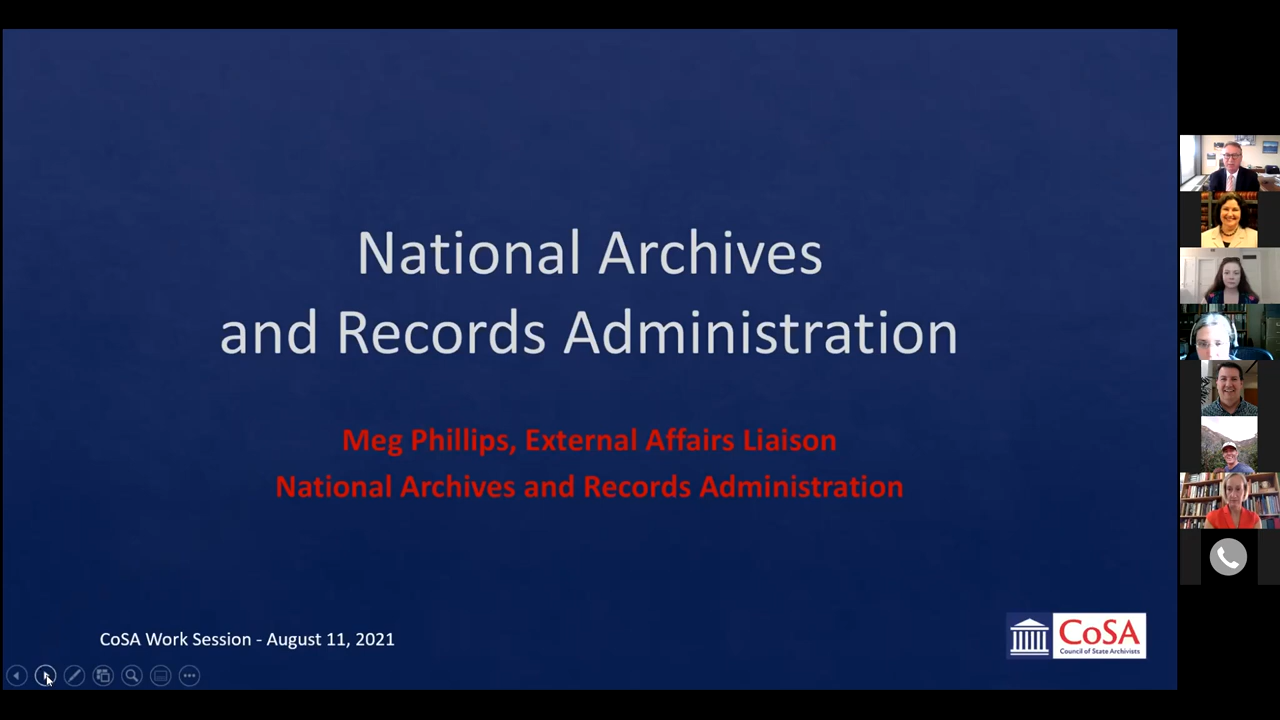 National Archives
and Records Administration
Meg Phillips, External Affairs Liaison
National Archives and Records Administration
CoSA Work Session - August 11, 2021
CoSA
Council of State Archivists